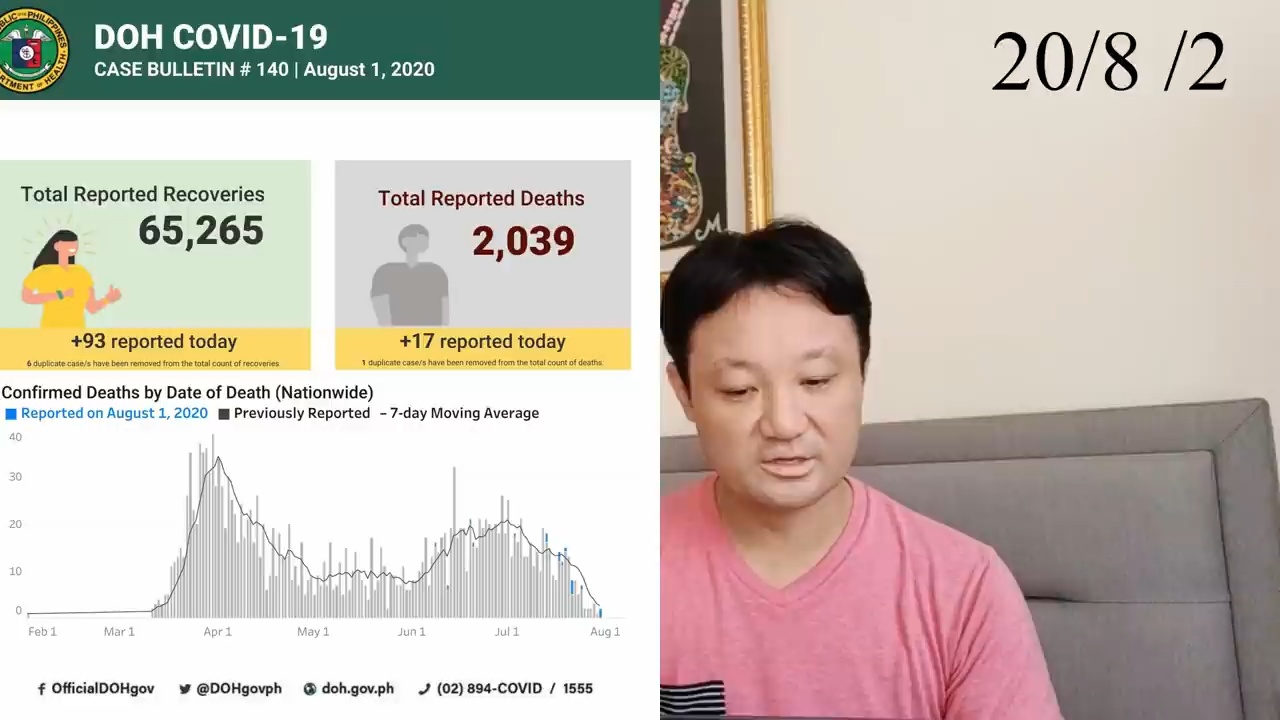 DOH COVID-19
CASE BULLETIN # 140 | August 1, 2020
20/8 /2
Total Reported Recoveries
65,265
+93 reported today
6 duplicate case/s have been removed from the total count of recoveries.
Total Reported Deaths
2,039
+17 reported today
1 duplicate case/s have been removed from the total count of deaths.
Confirmed Deaths by Date of Death (Nationwide)
Reported on August 1, 2020 Previously Reported – 7-day Moving Average
40
30
20
10
0
Feb 1 Mar 1 Apr 1 May 1 Jun 1 Jul 1 Aug 1
OfficialDOHgov @DOHgovph doh.gov.ph (02) 894-COVID / 1555
M